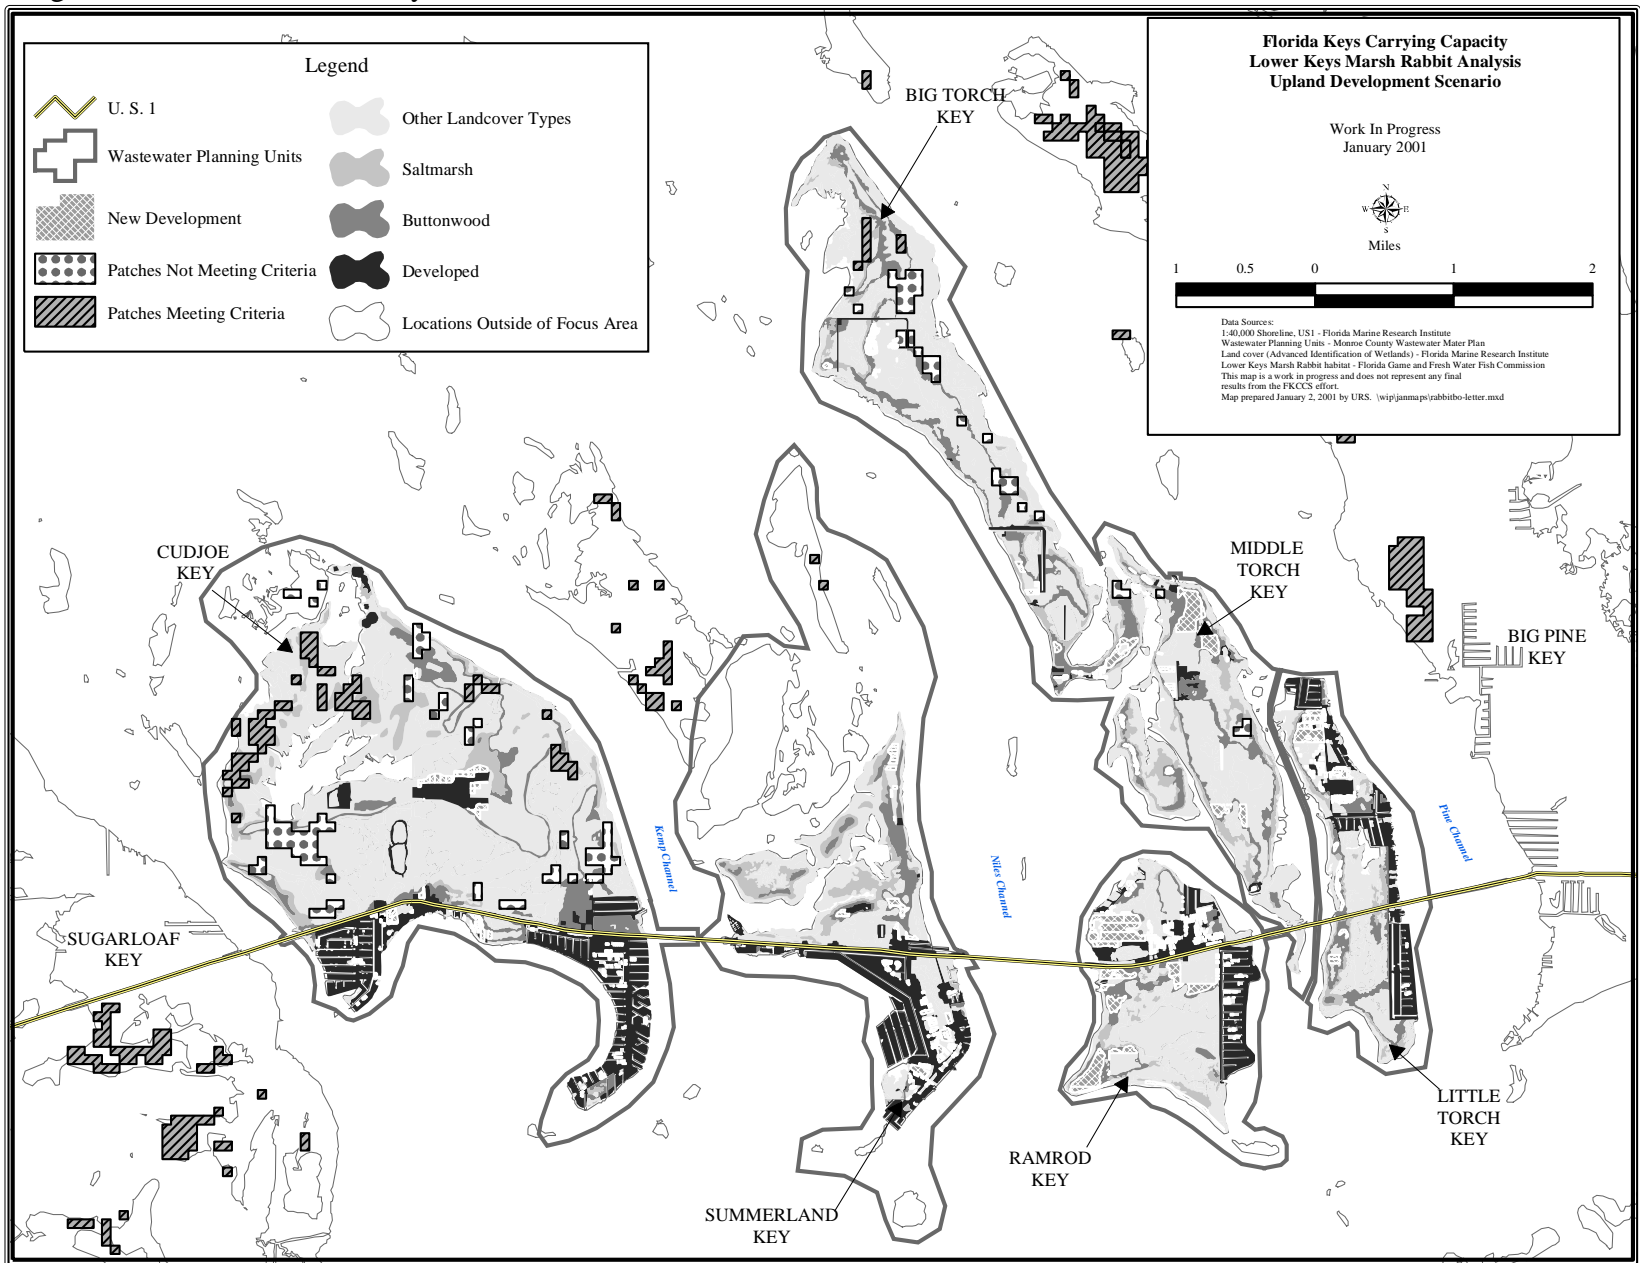 Legend
U. S. 1
Wastewater Planning Units
New Development
Patches Not Meeting Criteria
Patches Meeting Criteria
Other Landcover Types
Saltmarsh
Buttonwood
Developed
Locations Outside of Focus Area
Florida Keys Carrying Capacity
Lower Keys Marsh Rabbit Analysis
Upland Development Scenario
Work In Progress
January 2001
N
W E
S
Miles
1 0.5 0 1 2
Data Sources:
1:40,000 Shoreline, US1 - Florida Marine Research Institute
Wastewater Planning Units - Monroe County Wastewater Mater Plan
Land cover (Advanced Identification of Wetlands) - Florida Marine Research Institute
Lower Keys Marsh Rabbit habitat - Florida Game and Fresh Water Fish Commission
This map is a work in progress and does not represent any final
results from the FKCCS effort.
Map prepared January 2, 2001 by URS. \wip\janmaps\rabbitbo-letter.mxd
BIG TORCH
KEY
CUDJOE
KEY
MIDDLE
TORCH
KEY
BIG PINE
KEY
Kemp Channel
Niles Channel
Pine Channel
SUGARLOAF
KEY
LITTLE
TORCH
KEY
RAMROD
KEY
SUMMERLAND
KEY